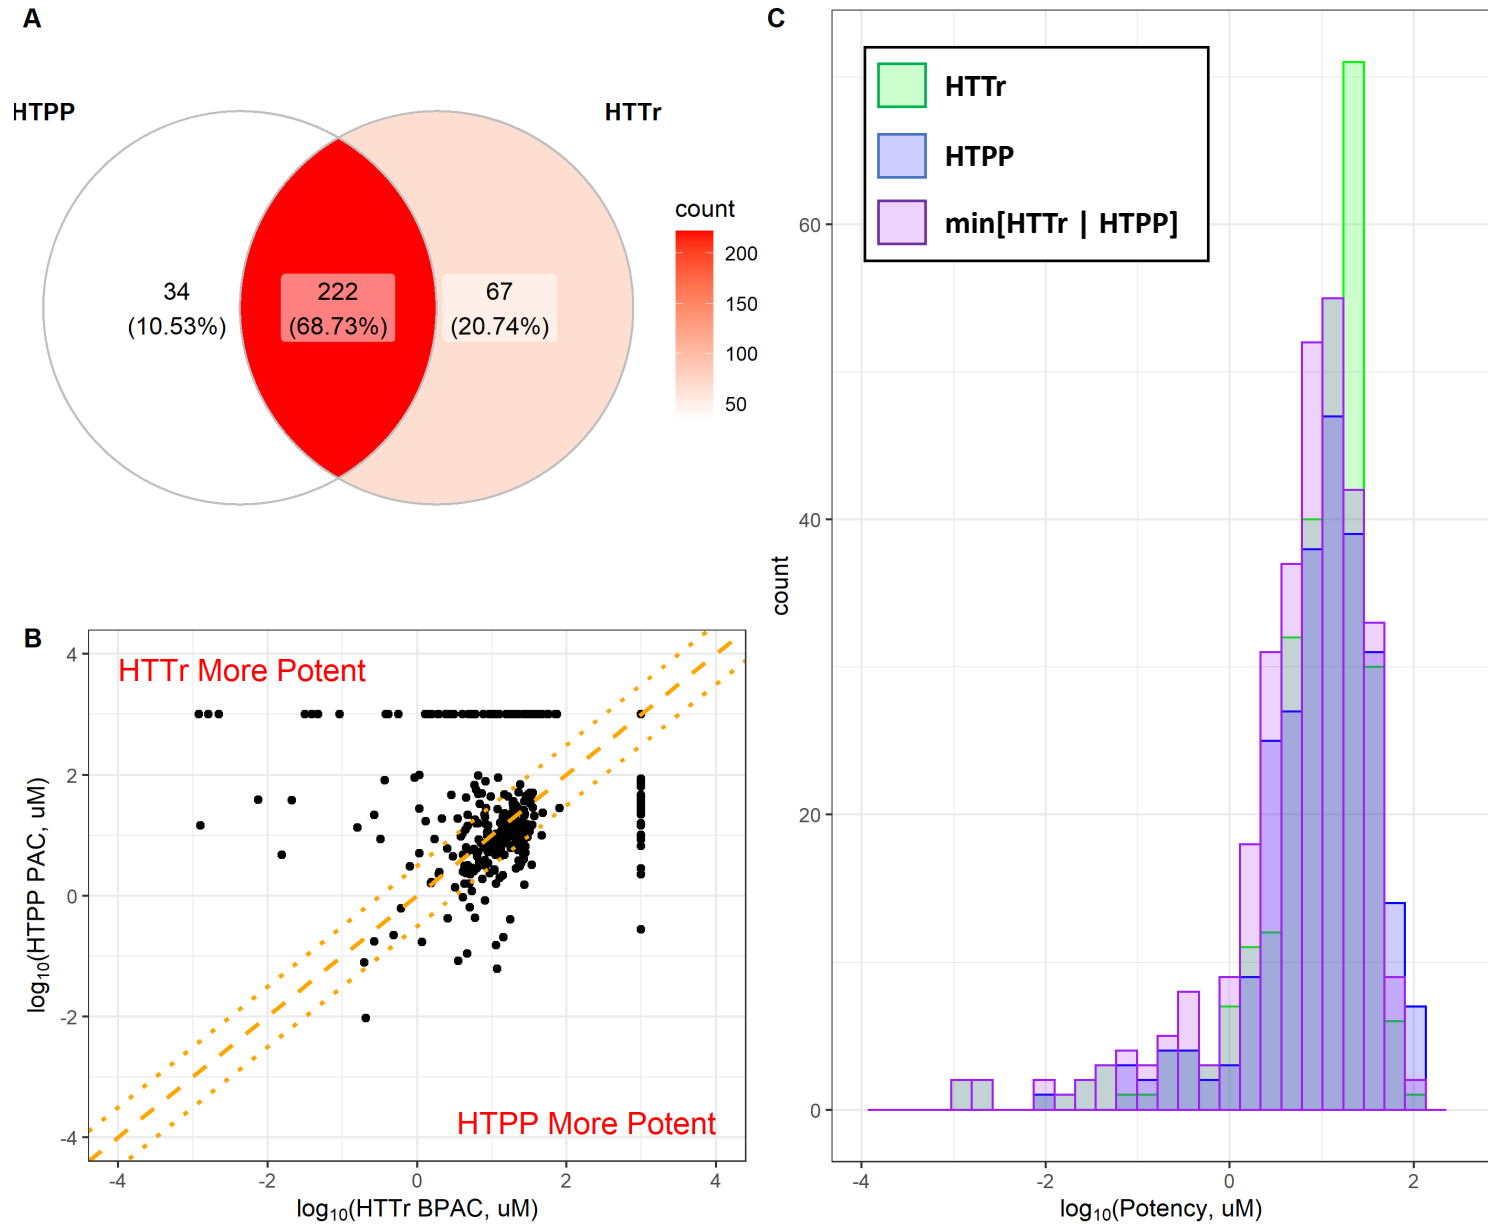 A
HTPP
HTTr
34
(10.53%)
222
(68.73%)
67
(20.74%)
count
200
150
100
50
B
HTTr More Potent
HTPP More Potent
4
2
0
-2
-4
-4
-2
0
2
4
log10(HTPP PAC, uM)
log10(HTTr BPAC, uM)
C
HTTr
HTPP
min[HTTr | HTPP]
60
40
20
0
count
-4
-2
0
2
log10(Potency, uM)